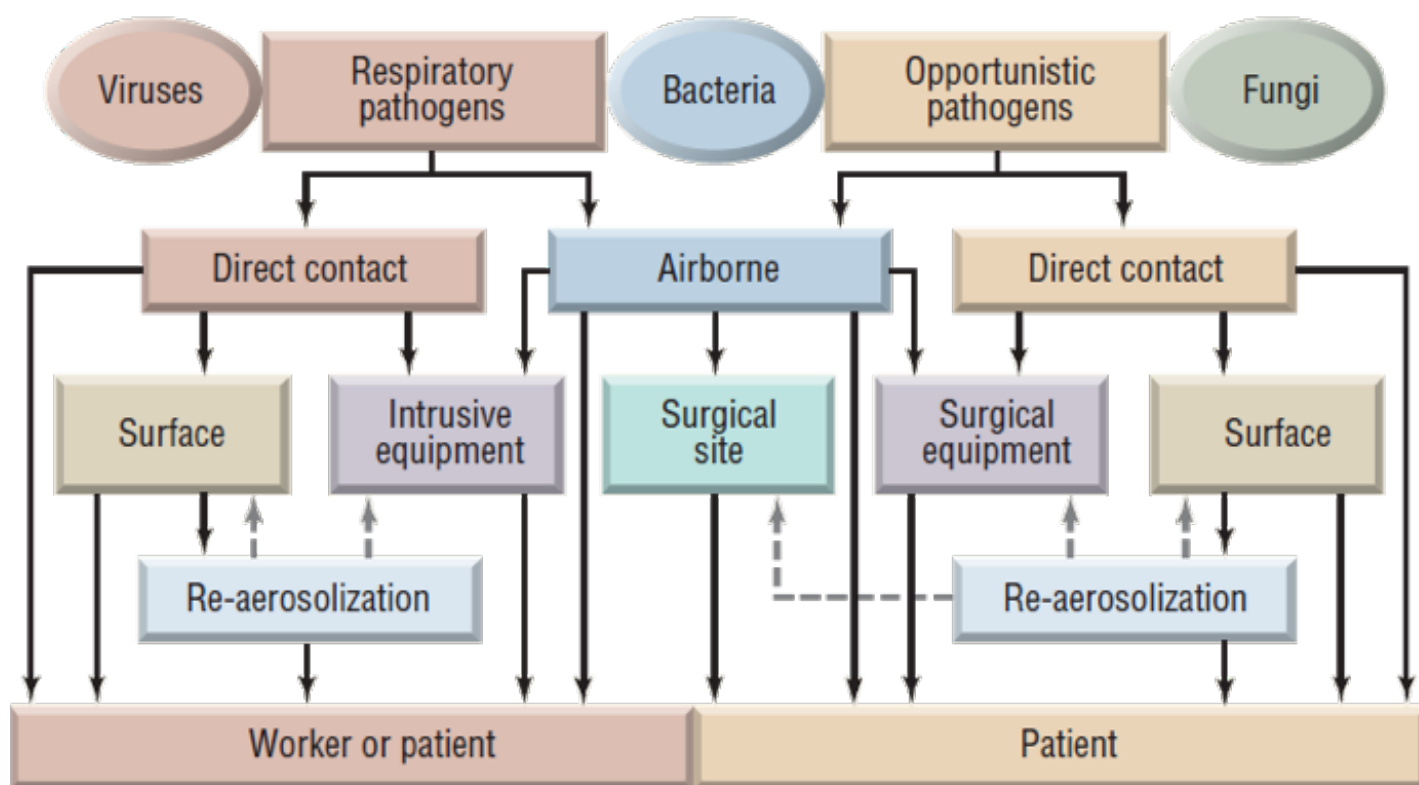 Viruses
Respiratory
pathogens
Bacteria
Opportunistic
pathogens
Fungi
Direct contact
Airborne
Direct contact
Surface
Intrusive
equipment
Surgical
site
Surgical
equipment
Surface
Re-aerosolization
Re-aerosolization
Worker or patient
Patient